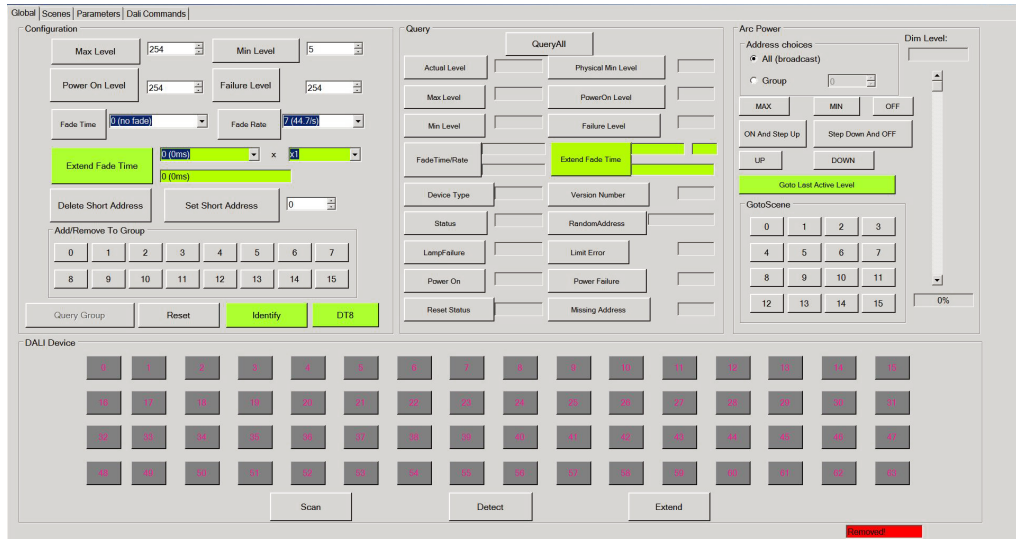 Global Scenes Parameters Dali Commands
Configuration
Max Level 254 Min Level 5
Power On Level 254 Failure Level 254
Fade Time 0 (no fade) Fade Rate 7 (44.7/s)
Extend Fade Time 0 (0ms) x x1
0 (0ms)
Delete Short Address Set Short Address 0
Add/Remove To Group
0 1 2 3 4 5 6 7
8 9 10 11 12 13 14 15
Query Group Reset Identify DT8
Query
QueryAll
Actual Level Physical Min Level
Max Level PowerOn Level
Min Level Failure Level
FadeTime/Rate Extend Fade Time
Device Type Version Number
Status RandomAddress
LampFailure Limit Error
Power On Power Failure
Reset Status Missing Address
Arc Power
Address choices
All (broadcast)
Group 0
Dim Level:
MAX MIN OFF
ON And Step Up Step Down And OFF
UP DOWN
Goto Last Active Level
GotoScene
0 1 2 3
4 5 6 7
8 9 10 11
12 13 14 15
0%
DALI Device
0 1 2 3 4 5 6 7 8 9 10 11 12 13 14 15
16 17 18 19 20 21 22 23 24 25 26 27 28 29 30 31
32 33 34 35 36 37 38 39 40 41 42 43 44 45 46 47
48 49 50 51 52 53 54 55 56 57 58 59 60 61 62 63
Scan Detect Extend
Removed!